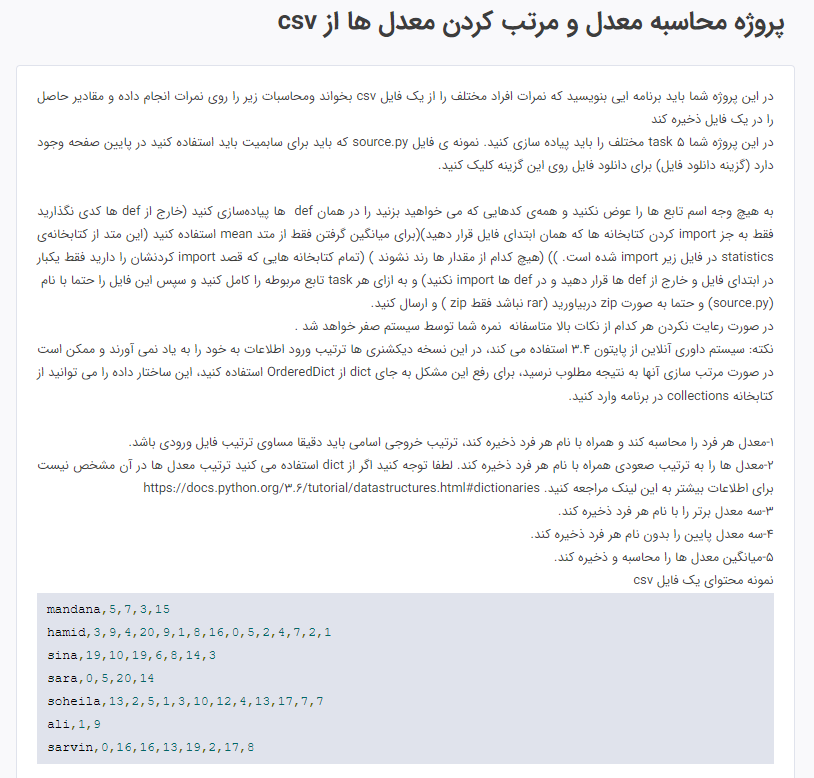 پروژه محاسبه معدل و مرتب کردن معدل ها از csv
در این پروژه شما باید برنامه ایی بنویسید که نمرات افراد مختلف را از یک فایل csv بخواند ومحاسبات زیر را روی نمرات انجام داده و مقادیر حاصل
را در یک فایل ذخیره کند
در این پروژه شما ۵ task مختلف را باید پیاده سازی کنید. نمونه ی فایل source.py که باید برای سابمیت باید استفاده کنید در پایین صفحه وجود
دارد (گزینه دانلود فایل) برای دانلود فایل روی این گزینه کلیک کنید.
به هیچ وجه اسم تابع ها را عوض نکنید و همه‌ی کدهایی که می خواهید بزنید را در همان def ها پیاده‌سازی کنید (خارج از def ها کدی نگذارید
فقط به جز import کردن کتابخانه ها که همان ابتدای فایل قرار دهید)(برای میانگین گرفتن فقط از متد mean استفاده کنید (این متد از کتابخانه‌ی
statistics در فایل زیر import شده است. )) (هیچ کدام از مقدار ها رند نشوند ) (تمام کتابخانه هایی که قصد import کردنشان را دارید فقط یکبار
در ابتدای فایل و خارج از def ها قرار دهید و در def ها import نکنید) و به ازای هر task تابع مربوطه را کامل کنید و سپس این فایل را حتما با نام
(source.py) و حتما به صورت zip دربیاورید (rar نباشد فقط zip ) و ارسال کنید.
در صورت رعایت نکردن هر کدام از نکات بالا متاسفانه نمره شما توسط سیستم صفر خواهد شد .
نکته: سیستم داوری آنلاین از پایتون ۳.۴ استفاده می کند، در این نسخه دیکشنری ها ترتیب ورود اطلاعات به خود را به یاد نمی آورند و ممکن است
در صورت مرتب سازی آنها به نتیجه مطلوب نرسید، برای رفع این مشکل به جای dict از OrderedDict استفاده کنید، این ساختار داده را می توانید از
کتابخانه collections در برنامه وارد کنید.
۱-معدل هر فرد را محاسبه کند و همراه با نام هر فرد ذخیره کند، ترتیب خروجی اسامی باید دقیقا مساوی ترتیب فایل ورودی باشد.
۲-معدل ها را به ترتیب صعودی همراه با نام هر فرد ذخیره کند. لطفا توجه کنید اگر از dict استفاده می کنید ترتیب معدل ها در آن مشخص نیست
برای اطلاعات بیشتر به این لینک مراجعه کنید. https://docs.python.org/۳.۶/tutorial/datastructures.html#dictionaries
۳-سه معدل برتر را با نام هر فرد ذخیره کند.
۴-سه معدل پایین را بدون نام هر فرد ذخیره کند.
۵-میانگین معدل ها را محاسبه و ذخیره کند.
نمونه محتوای یک فایل csv
mandana,5,7,3,15
hamid,3,9,4,20,9,1,8,16,0,5,2,4,7,2,1
sina,19,10,19,6,8,14,3
sara,0,5,20,14
soheila,13,2,5,1,3,10,12,4,13,17,7,7
ali,1,9
sarvin,0,16,16,13,19,2,17,8